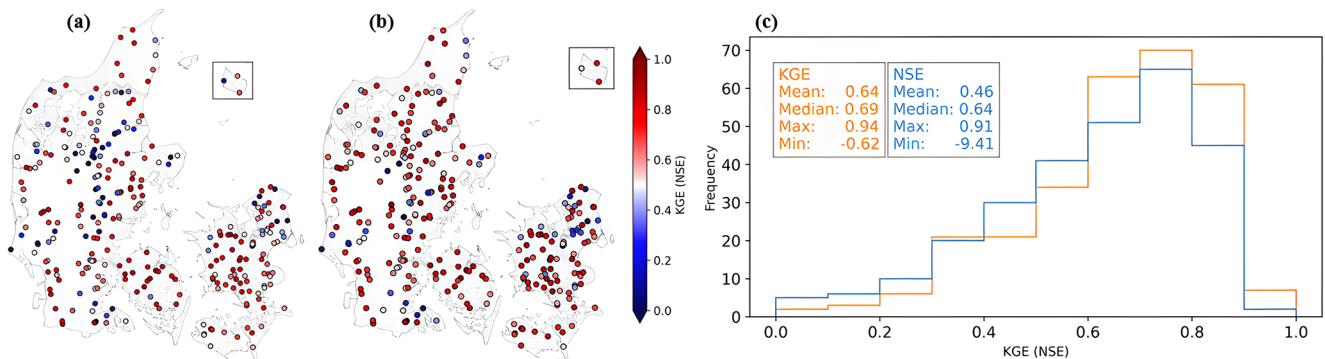 (a)
(b)
(c)
1.0
0.8
0.6
0.4
0.2
0.0
KGE (NSE)
70
60
50
40
30
20
10
0
Frequency
KGE
Mean: 0.64
Median: 0.69
Max: 0.94
Min: -0.62
NSE
Mean: 0.46
Median: 0.64
Max: 0.91
Min: -9.41
0.0 0.2 0.4 0.6 0.8 1.0
KGE (NSE)